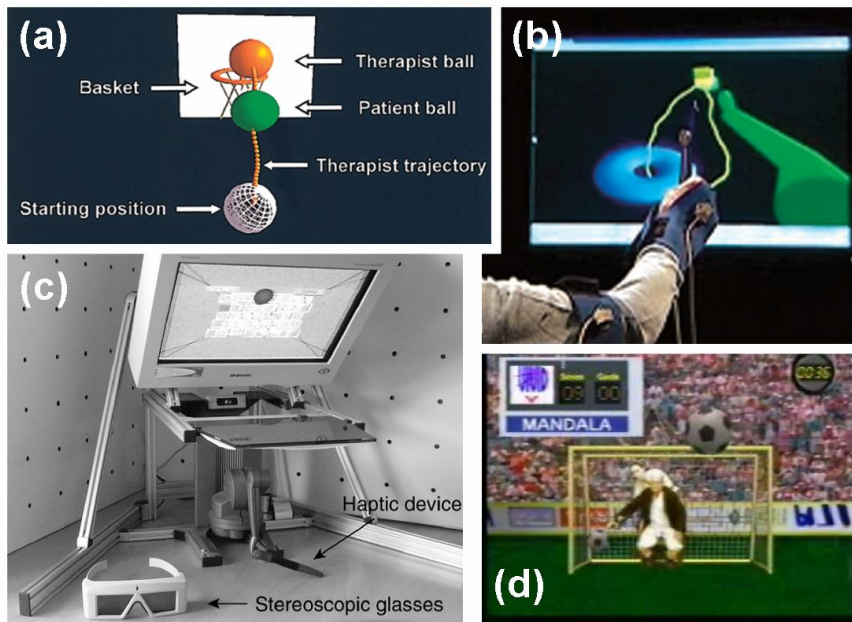 (a)
Therapist ball
Basket
Patient ball
Therapist trajectory
Starting position
(b)
(c)
Haptic device
Stereoscopic glasses
(d)
Saves Goals
09 00
MANDALA
00:36